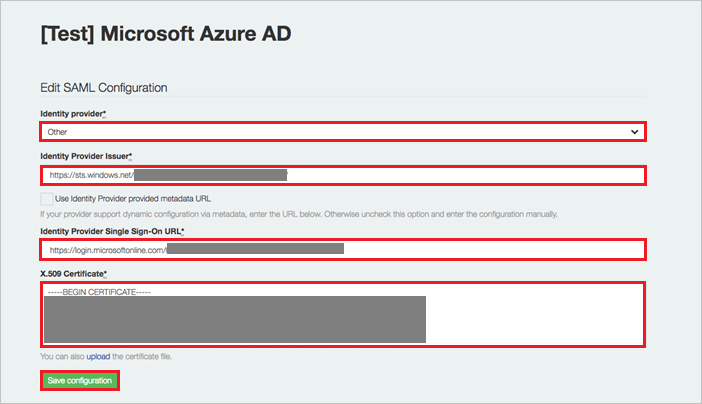 [Test] Microsoft Azure AD
Edit SAML Configuration
Identity provider*
Other
Identity Provider Issuer*
https://sts.windows.net/
Use Identity Provider provided metadata URL
If your provider support dynamic configuration via metadata, enter the URL below. Otherwise uncheck this option and enter the configuration manually.
Identity Provider Single Sign-On URL*
https://login.microsoftonline.com/
X.509 Certificate*
-----BEGIN CERTIFICATE-----
You can also upload the certificate file.
Save configuration